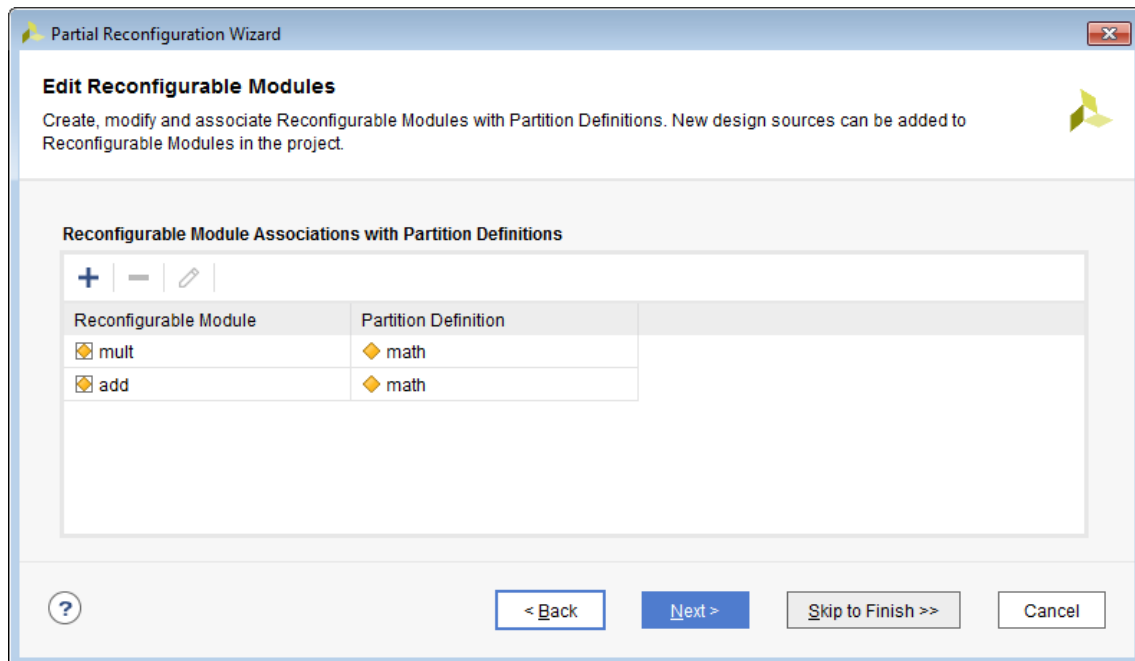 Partial Reconfiguration Wizard
Edit Reconfigurable Modules
Create, modify and associate Reconfigurable Modules with Partition Definitions. New design sources can be added to
Reconfigurable Modules in the project.
Reconfigurable Module Associations with Partition Definitions
Reconfigurable Module Partition Definition
mult math
add math
? < Back Next > Skip to Finish >> Cancel